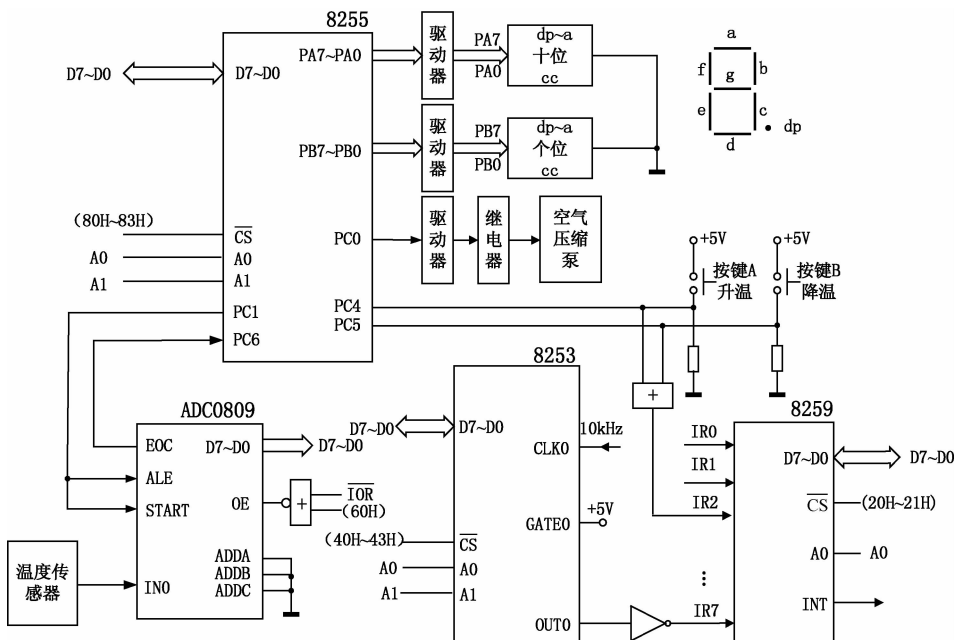 8255
D7~D0
D7~D0
PA7~PA0
驱动器
PA7
PA0
dp~a
十位
cc
a
f
g
b
e
c
d
dp
PB7~PB0
驱动器
PB7
PB0
dp~a
个位
cc
(80H~83H)
CS
A0
A0
A1
A1
PC0
驱动器
继电器
空气压缩泵
+5V
+5V
按键A
升温
按键B
降温
PC1
PC4
PC5
PC6
ADC0809
EOC
D7~D0
D7~D0
ALE
START
OE
+
IOR
(60H)
ADDA
ADDB
ADDC
IN0
温度传感器
8253
D7~D0
D7~D0
CLK0
10kHz
GATE0
+5V
(40H~43H)
CS
A0
A0
A1
A1
OUT0
+
8259
IR0
IR1
IR2
⋮
IR7
D7~D0
D7~D0
CS
(20H~21H)
A0
A0
INT